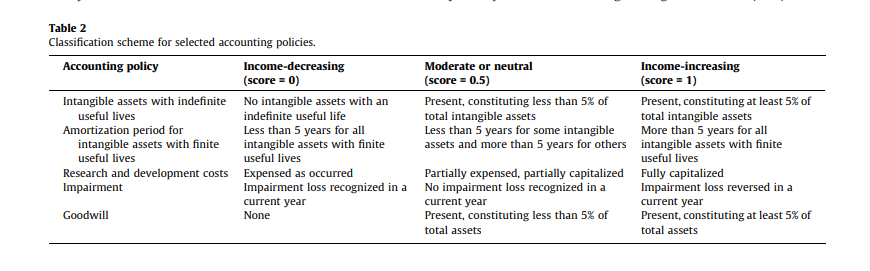 Table 2
Classification scheme for selected accounting policies.
Accounting policy Income-decreasing Moderate or neutral Income-increasing
(score = 0) (score = 0.5) (score = 1)
Intangible assets with indefinite No intangible assets with an Present, constituting less than 5% of Present, constituting at least 5% of
useful lives indefinite useful life total intangible assets total intangible assets
Amortization period for Less than 5 years for all Less than 5 years for some intangible More than 5 years for all
intangible assets with finite intangible assets with finite assets and more than 5 years for others intangible assets with finite
useful lives useful lives useful lives
Research and development costs Expensed as occurred Partially expensed, partially capitalized Fully capitalized
Impairment Impairment loss recognized in a No impairment loss recognized in a Impairment loss reversed in a
current year current year current year
Goodwill None Present, constituting less than 5% of Present, constituting at least 5% of
total assets total assets